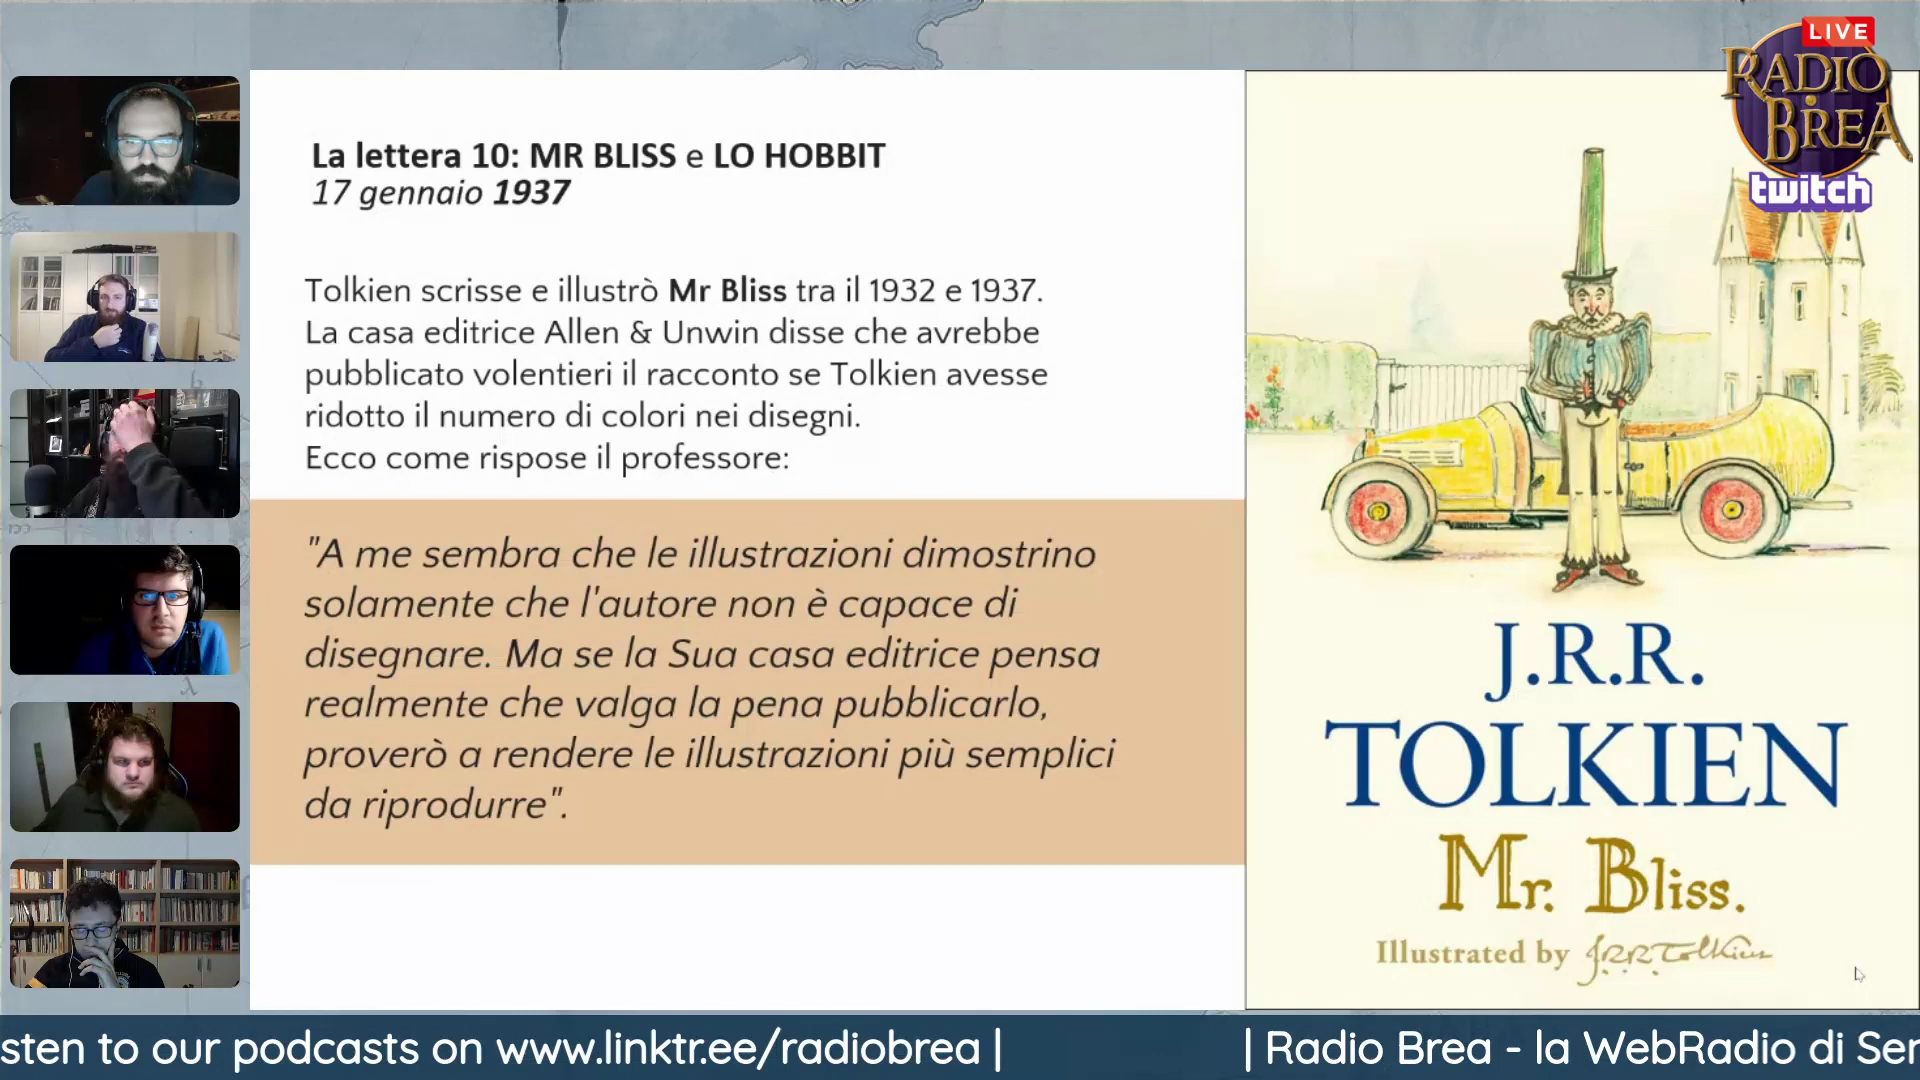 LIVE
RADIO
BREA
twitch
La lettera 10: MR BLISS e LO HOBBIT
17 gennaio 1937
Tolkien scrisse e illustrò Mr Bliss tra il 1932 e 1937.
La casa editrice Allen & Unwin disse che avrebbe
pubblicato volentieri il racconto se Tolkien avesse
ridotto il numero di colori nei disegni.
Ecco come rispose il professore:
"A me sembra che le illustrazioni dimostrino
solamente che l'autore non è capace di
disegnare. Ma se la Sua casa editrice pensa
realmente che valga la pena pubblicarlo,
proverò a rendere le illustrazioni più semplici
da riprodurre".
J.R.R.
TOLKIEN
Mr. Bliss.
Illustrated by JRR Tolkien
sten to our podcasts on www.linktr.ee/radiobrea | | Radio Brea - la WebRadio di Ser